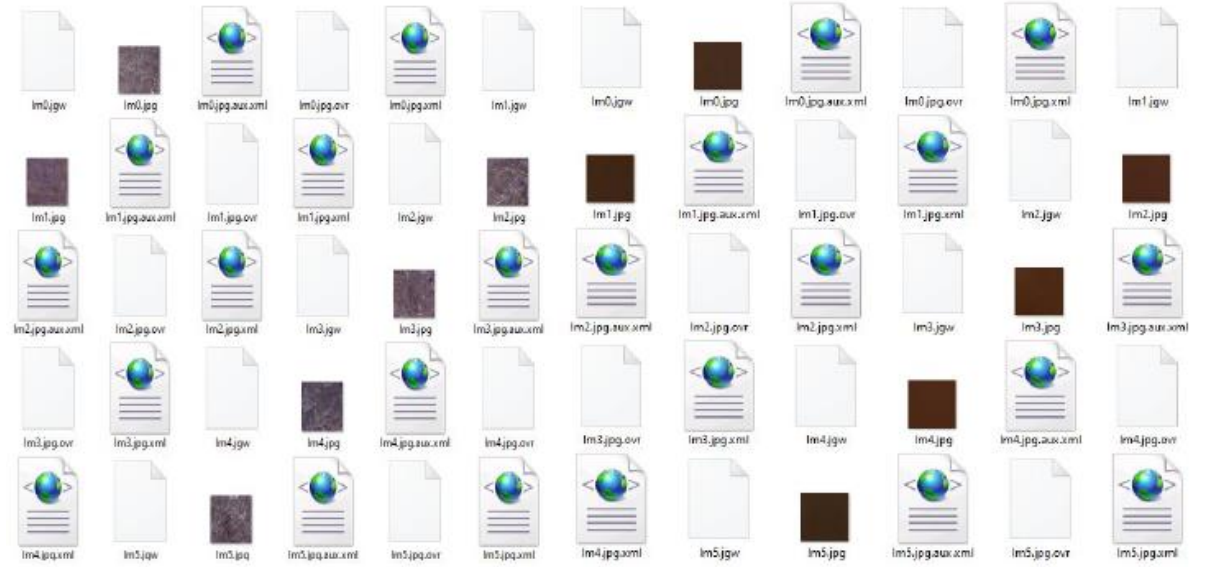 Im0.jgw Im0.jpg Im0.jpg.aux.xml Im0.jpg.ovr Im0.jpg.xml Im1.jgw Im0.jgw Im0.jpg Im0.jpg.aux.xml Im0.jpg.ovr Im0.jpg.xml Im1.jgw
Im1.jpg Im1.jpg.aux.xml Im1.jpg.ovr Im1.jpg.xml Im2.jgw Im2.jpg Im1.jpg Im1.jpg.aux.xml Im1.jpg.ovr Im1.jpg.xml Im2.jgw Im2.jpg
Im2.jpg.aux.xml Im2.jpg.ovr Im2.jpg.xml Im3.jgw Im3.jpg Im3.jpg.aux.xml Im2.jpg.aux.xml Im2.jpg.ovr Im2.jpg.xml Im3.jgw Im3.jpg Im3.jpg.aux.xml
Im3.jpg.ovr Im3.jpg.xml Im4.jgw Im4.jpg Im4.jpg.aux.xml Im4.jpg.ovr Im3.jpg.ovr Im3.jpg.xml Im4.jgw Im4.jpg Im4.jpg.aux.xml Im4.jpg.ovr
Im4.jpg.xml Im5.jgw Im5.jpg Im5.jpg.aux.xml Im5.jpg.ovr Im5.jpg.xml Im4.jpg.xml Im5.jgw Im5.jpg Im5.jpg.aux.xml Im5.jpg.ovr Im5.jpg.xml